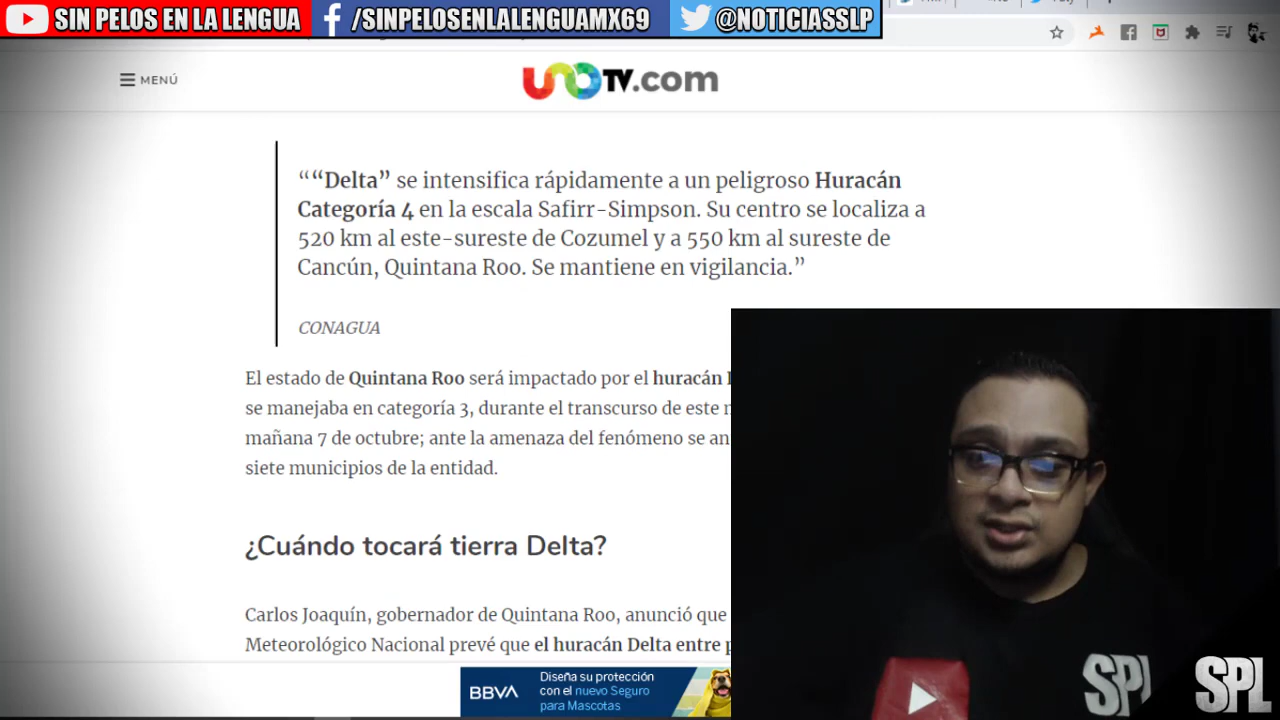 SIN PELOS EN LA LENGUA
/SINPELOSENLALENGUAMX69
@NOTICIASSLP
MENÚ
UNOTV.com
““Delta” se intensifica rápidamente a un peligroso Huracán
Categoría 4 en la escala Safirr-Simpson. Su centro se localiza a
520 km al este-sureste de Cozumel y a 550 km al sureste de
Cancún, Quintana Roo. Se mantiene en vigilancia.”
CONAGUA
El estado de Quintana Roo será impactado por el huracán
se manejaba en categoría 3, durante el transcurso de este
mañana 7 de octubre; ante la amenaza del fenómeno se
siete municipios de la entidad.
¿Cuándo tocará tierra Delta?
Carlos Joaquín, gobernador de Quintana Roo, anunció que
Meteorológico Nacional prevé que el huracán Delta entre
BBVA
Diseña su protección
con el nuevo Seguro
para Mascotas
SPL
SPL